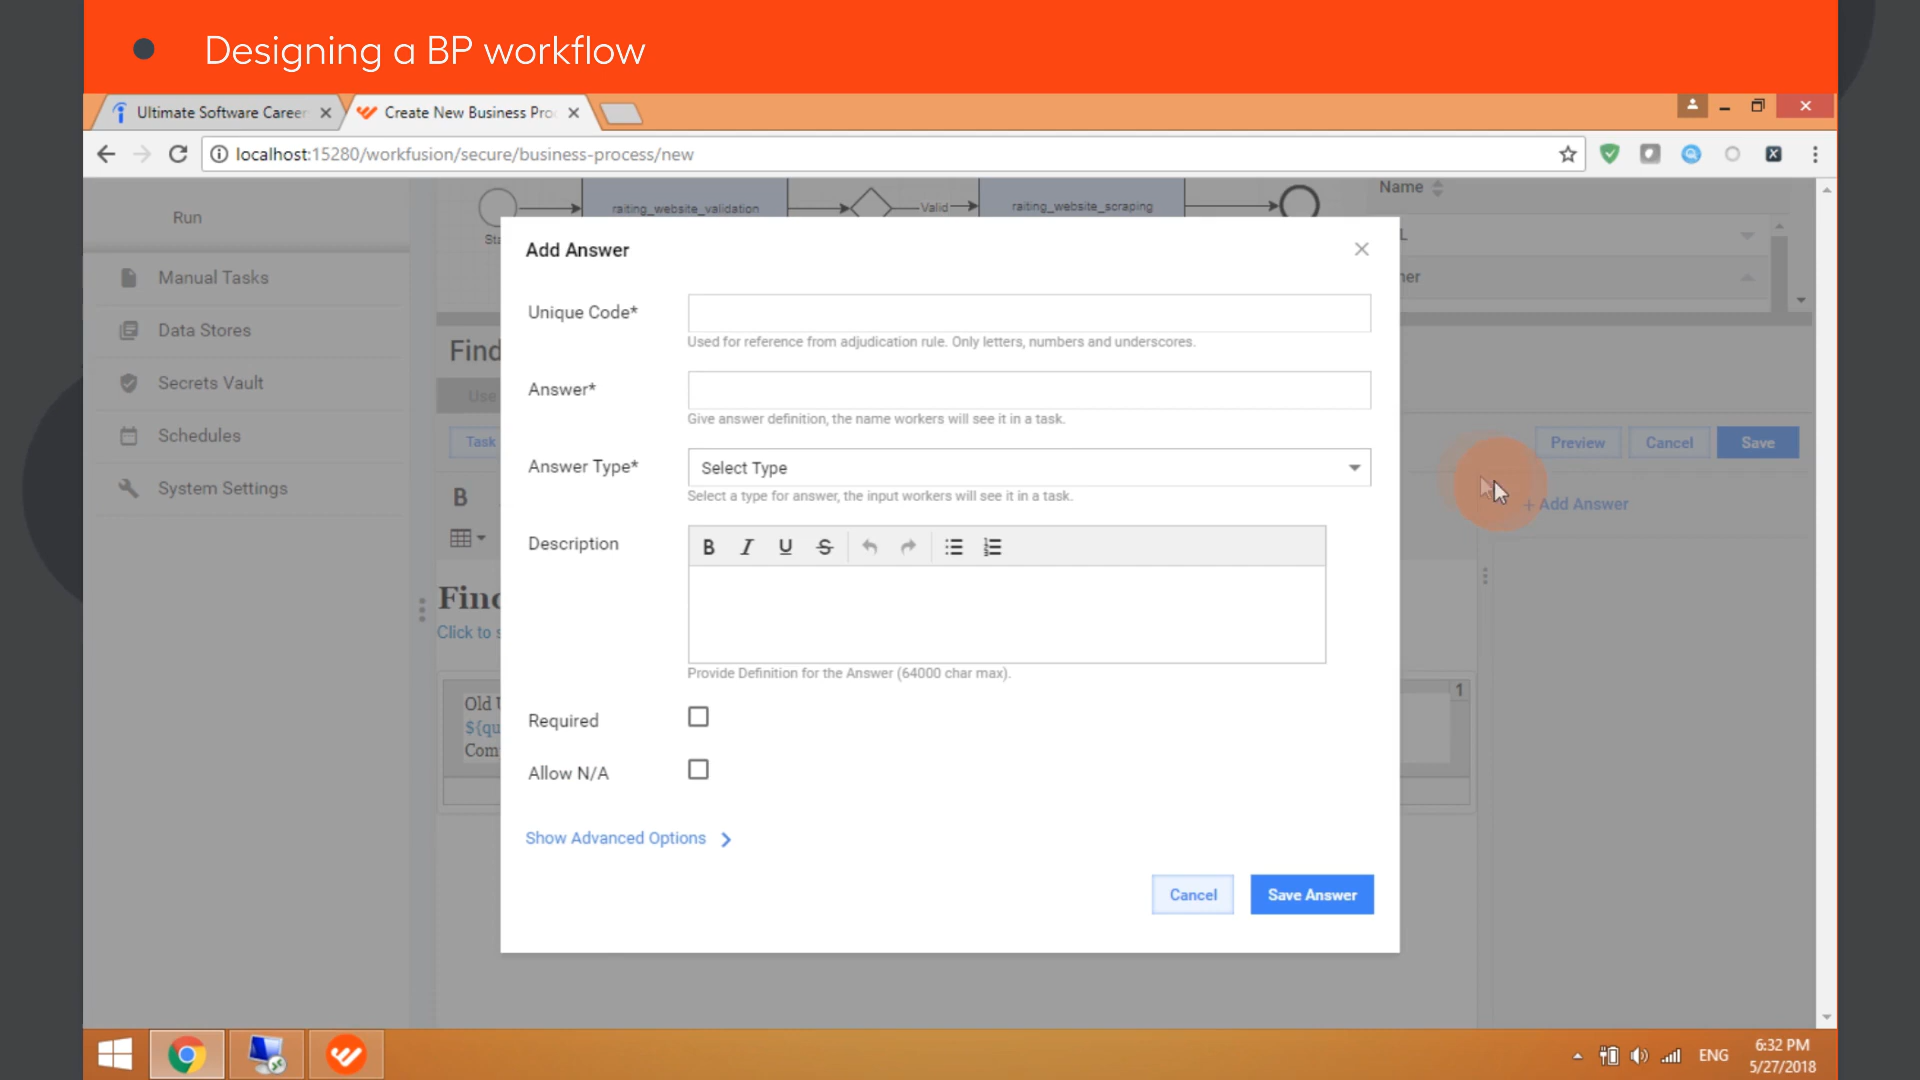 Designing a BP workflow
Ultimate Software Career
Create New Business Pro
localhost:15280/workfusion/secure/business-process/new
Run
Manual Tasks
Data Stores
Secrets Vault
Schedules
System Settings
raiting_website_validation
Valid
raiting_website_scraping
Name
Sta
L
ner
Find
Use
Task
Preview
Cancel
Save
+ Add Answer
B
Find
Click to s
Old U
${qu
Com
1
Add Answer
Unique Code*
Used for reference from adjudication rule. Only letters, numbers and underscores.
Answer*
Give answer definition, the name workers will see it in a task.
Answer Type*
Select Type
Select a type for answer, the input workers will see it in a task.
Description
B I U S
Provide Definition for the Answer (64000 char max).
Required
Allow N/A
Show Advanced Options
Cancel
Save Answer
ENG
6:32 PM
5/27/2018